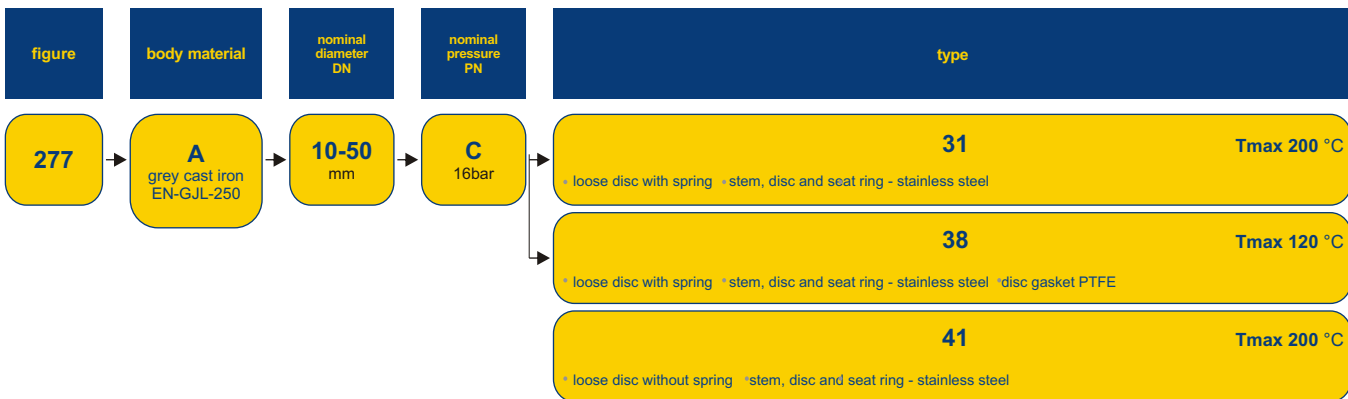 figure
body material
nominal
diameter
DN
nominal
pressure
PN
type
277
A
grey cast iron
EN-GJL-250
10-50
mm
C
16bar
31 Tmax 200 °C
• loose disc with spring • stem, disc and seat ring - stainless steel
38 Tmax 120 °C
• loose disc with spring • stem, disc and seat ring - stainless steel •disc gasket PTFE
41 Tmax 200 °C
• loose disc without spring •stem, disc and seat ring - stainless steel